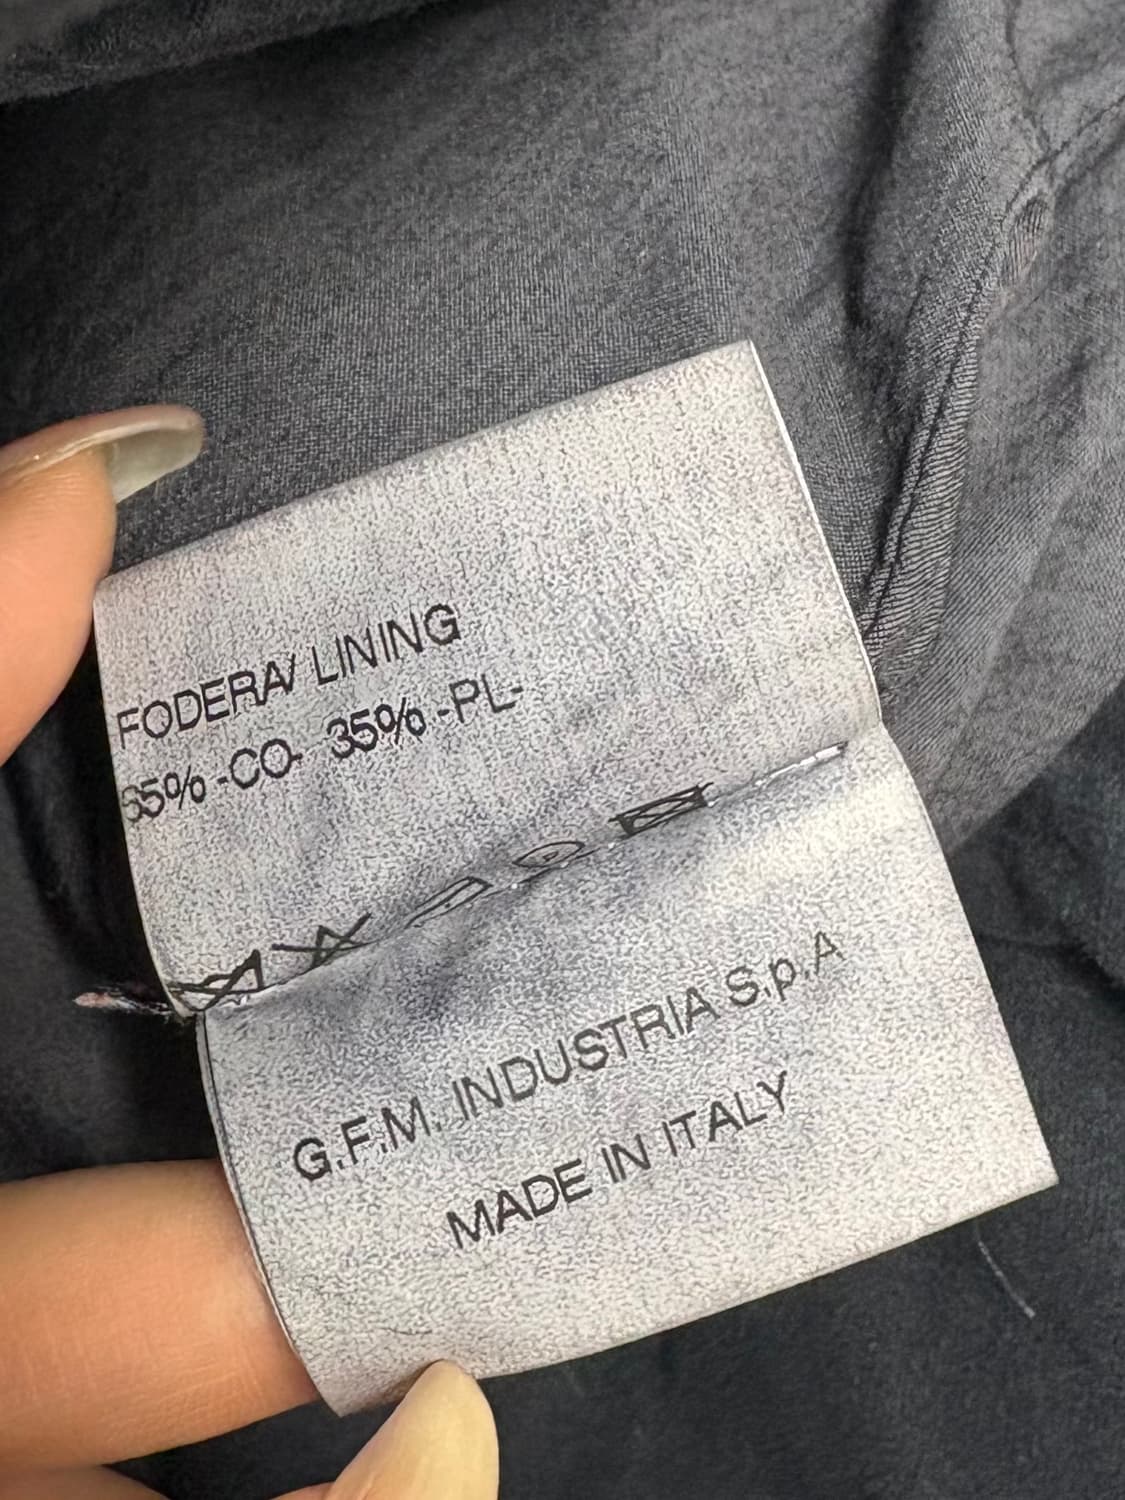 FODERA/ LINING
65% -CO- 35% -PL-
P
G.F.M. INDUSTRIA S.p.A
MADE IN ITALY